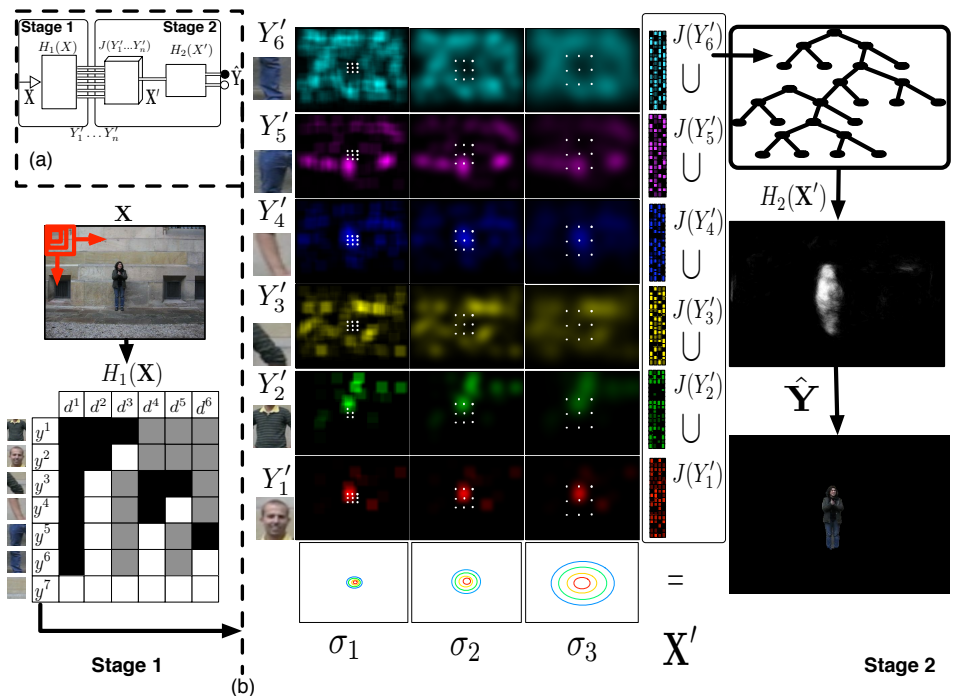 Stage 1
Stage 2
H₁(X)
J(Y′₁...Y′ₙ)
H₂(X′)
X
X′
Ŷ
Y′₁...Y′ₙ
(a)
X
H₁(X)
d¹ d² d³ d⁴ d⁵ d⁶
y¹
y²
y³
y⁴
y⁵
y⁶
y⁷
Stage 1
(b)
Y′₆
Y′₅
Y′₄
Y′₃
Y′₂
Y′₁
σ₁ σ₂ σ₃
J(Y′₆)
∪
J(Y′₅)
∪
J(Y′₄)
∪
J(Y′₃)
∪
J(Y′₂)
∪
J(Y′₁)
=
X′
H₂(X′)
Ŷ
Stage 2